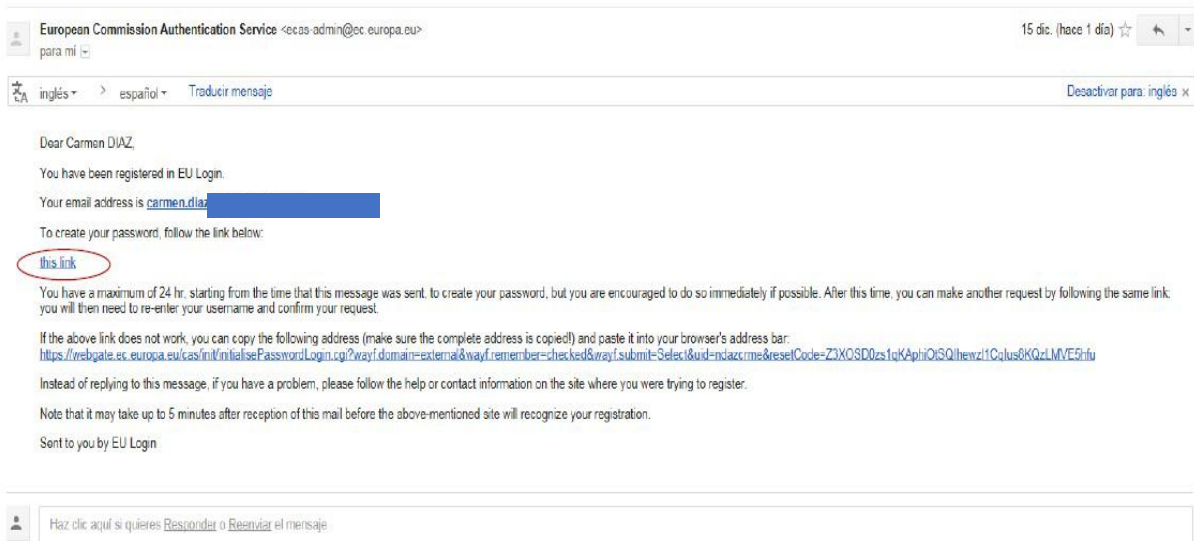 European Commission Authentication Service <ecas-admin@ec.europa.eu>
15 dic. (hace 1 día)
para mí
inglés > español Traducir mensaje
Desactivar para: inglés x
Dear Carmen DIAZ,
You have been registered in EU Login.
Your email address is carmen.diaz
To create your password, follow the link below:
this link
You have a maximum of 24 hr, starting from the time that this message was sent, to create your password, but you are encouraged to do so immediately if possible. After this time, you can make another request by following the same link:
you will then need to re-enter your username and confirm your request.
If the above link does not work, you can copy the following address (make sure the complete address is copied!) and paste it into your browser's address bar:
https://webgate.ec.europa.eu/cas/init/initialisePasswordLogin.cgi?wayf.domain=external&wayf.remember=checked&wayf.submit=Select&uid=ndazcrme&resetCode=
Instead of replying to this message, if you have a problem, please follow the help or contact information on the site where you were trying to register.
Note that it may take up to 5 minutes after reception of this mail before the above-mentioned site will recognize your registration.
Sent to you by EU Login
Haz clic aquí si quieres Responder o Reenviar el mensaje